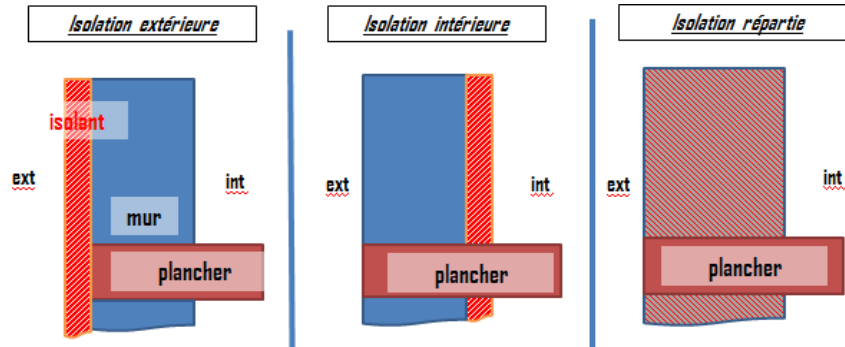 Isolation extérieure
Isolation intérieure
Isolation répartie
isolant
ext
int
mur
plancher
ext
int
plancher
ext
int
plancher